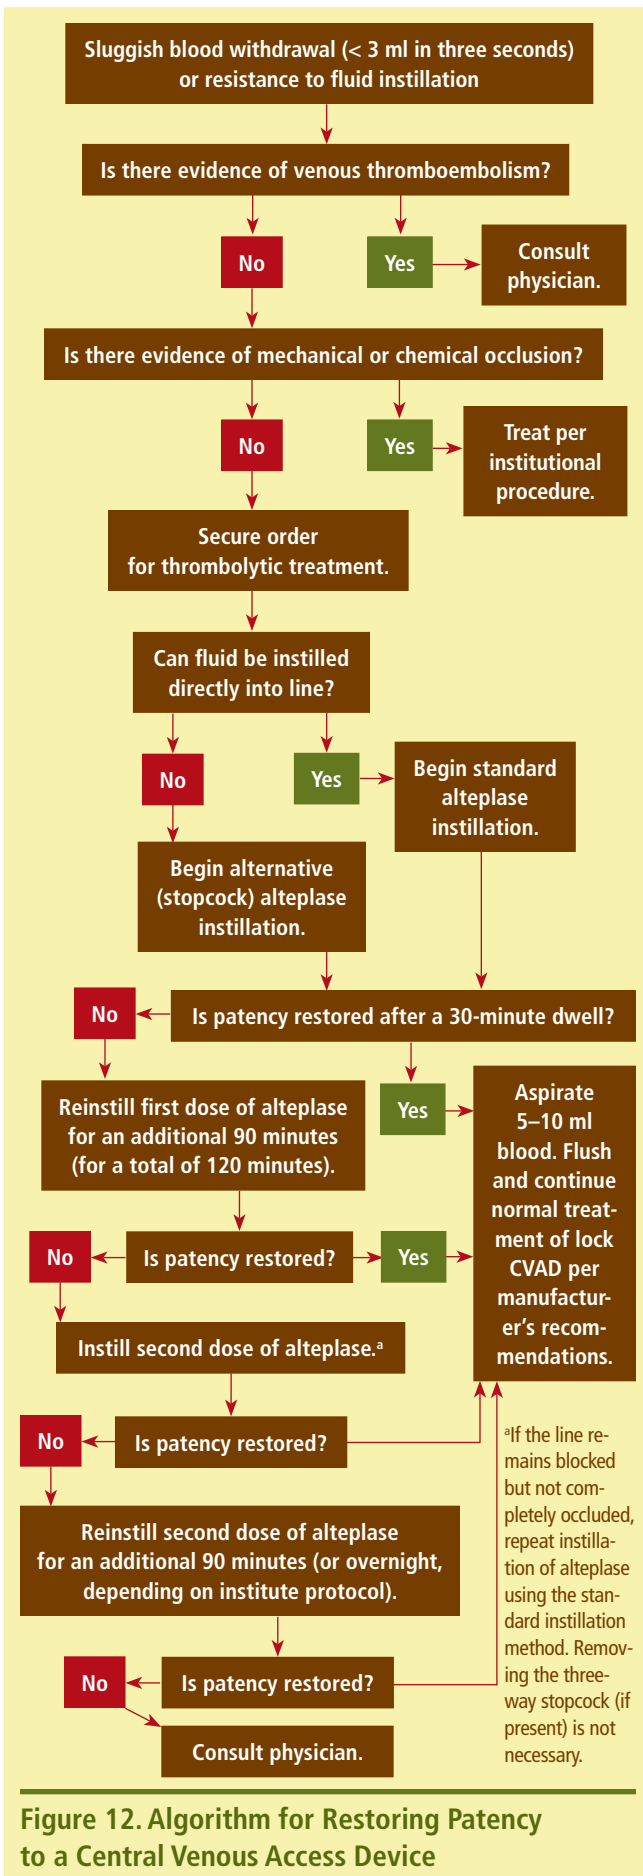 Sluggish blood withdrawal (< 3 ml in three seconds)
or resistance to fluid instillation
Is there evidence of venous thromboembolism?
No
Yes
Consult
physician.
Is there evidence of mechanical or chemical occlusion?
No
Yes
Treat per
institutional
procedure.
Secure order
for thrombolytic treatment.
Can fluid be instilled
directly into line?
No
Yes
Begin standard
alteplase
instillation.
Begin alternative
(stopcock) alteplase
instillation.
No
Is patency restored after a 30-minute dwell?
Reinstill first dose of alteplase
for an additional 90 minutes
(for a total of 120 minutes).
Yes
Aspirate
5–10 ml
blood. Flush
and continue
normal treat-
ment of lock
CVAD per
manufactur-
er’s recom-
mendations.
No
Is patency restored?
Yes
Instill second dose of alteplase.ᵃ
No
Is patency restored?
ᵃIf the line re-
mains blocked
but not com-
pletely occluded,
repeat instilla-
tion of alteplase
using the stan-
dard instillation
method. Remov-
ing the three-
way stopcock (if
present) is not
necessary.
Reinstill second dose of alteplase
for an additional 90 minutes (or overnight,
depending on institute protocol).
No
Is patency restored?
Consult physician.
Figure 12. Algorithm for Restoring Patency
to a Central Venous Access Device